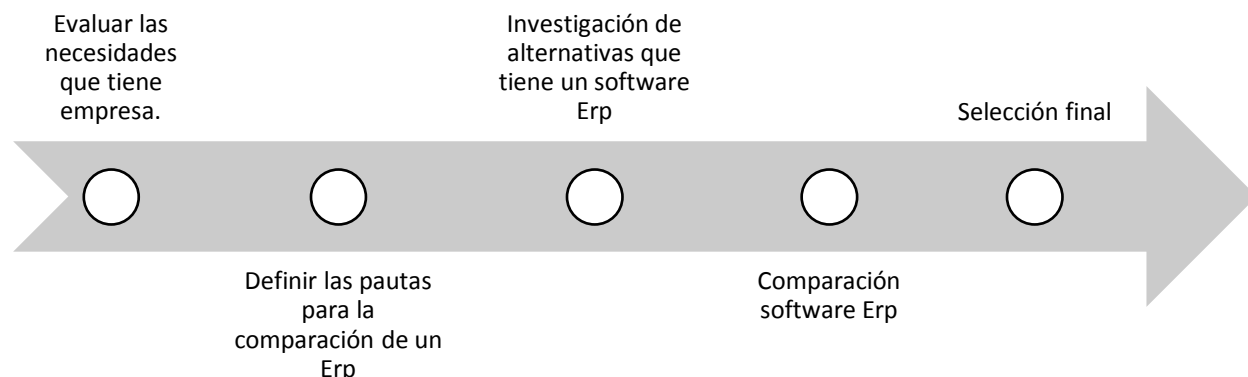 Evaluar las
necesidades
que tiene
empresa.
Definir las pautas
para la
comparación de un
Erp
Investigación de
alternativas que
tiene un software
Erp
Comparación
software Erp
Selección final